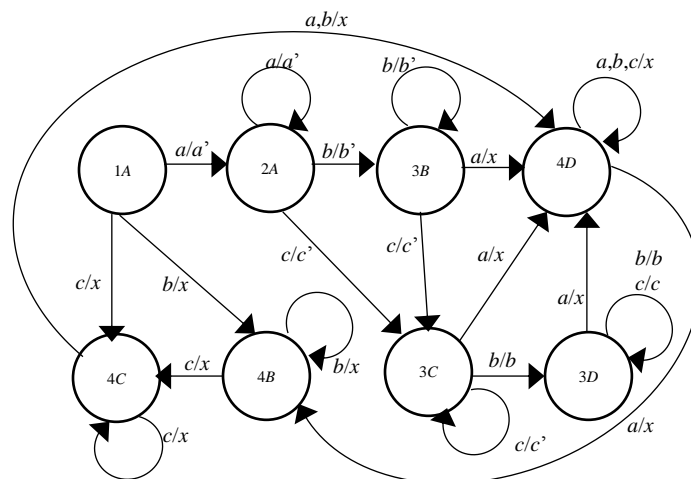 a,b/x
a/a’
b/b’
a,b,c/x
1A
a/a’
2A
b/b’
3B
a/x
4D
c/c’
c/c’
a/x
b/b
c/c
c/x
b/x
a/x
4C
c/x
4B
b/x
3C
b/b
3D
c/x
c/c’
a/x